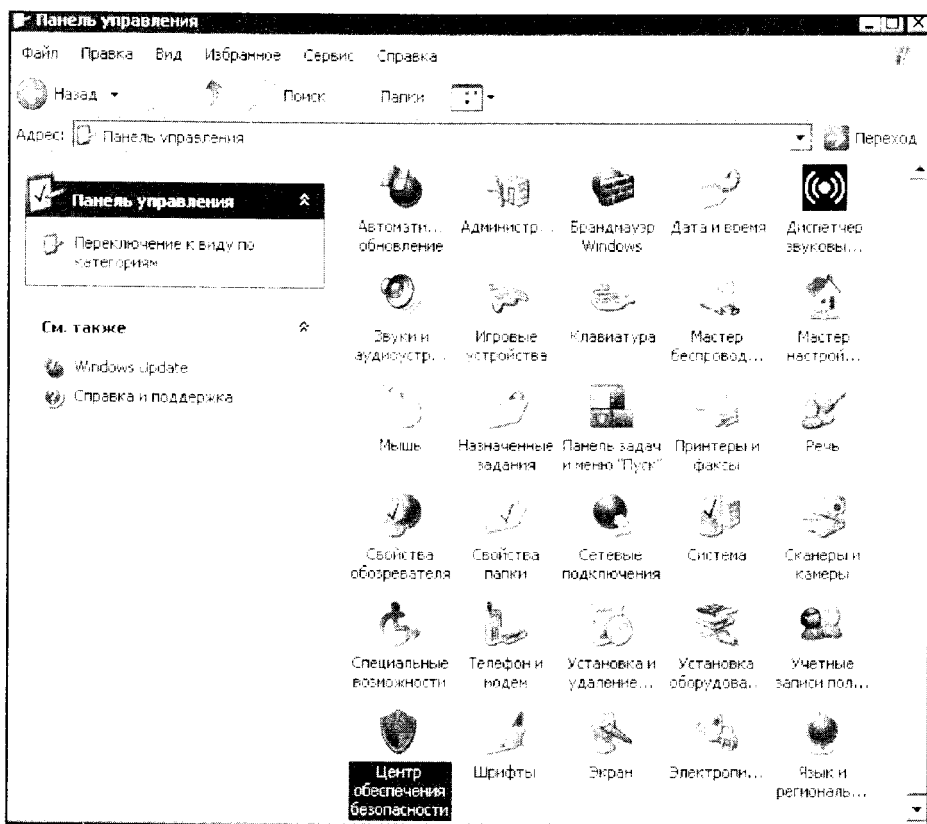 Панель управления
Файл Правка Вид Избранное Сервис Справка
Назад Поиск Папки
Адрес: Панель управления Переход
Панель управления
Переключение к виду по
категориям
См. также
Windows Update
Справка и поддержка
Автомати... Администр... Брандмауэр Дата и время Диспетчер
обновление Windows звуковы...
Звуки и Игровые Клавиатура Мастер Мастер
аудиоустр... устройства беспровод... настрой...
Мышь Назначенные Панель задач Принтеры и Речь
задания и меню "Пуск" факсы
Свойства Свойства Сетевые Система Сканеры и
обозревателя папки подключения камеры
Специальные Телефон и Установка и Установка Учетные
возможности модем удаление... оборудова... записи пол...
Центр Шрифты Экран Электропи... Язык и
обеспечения региональ...
безопасности